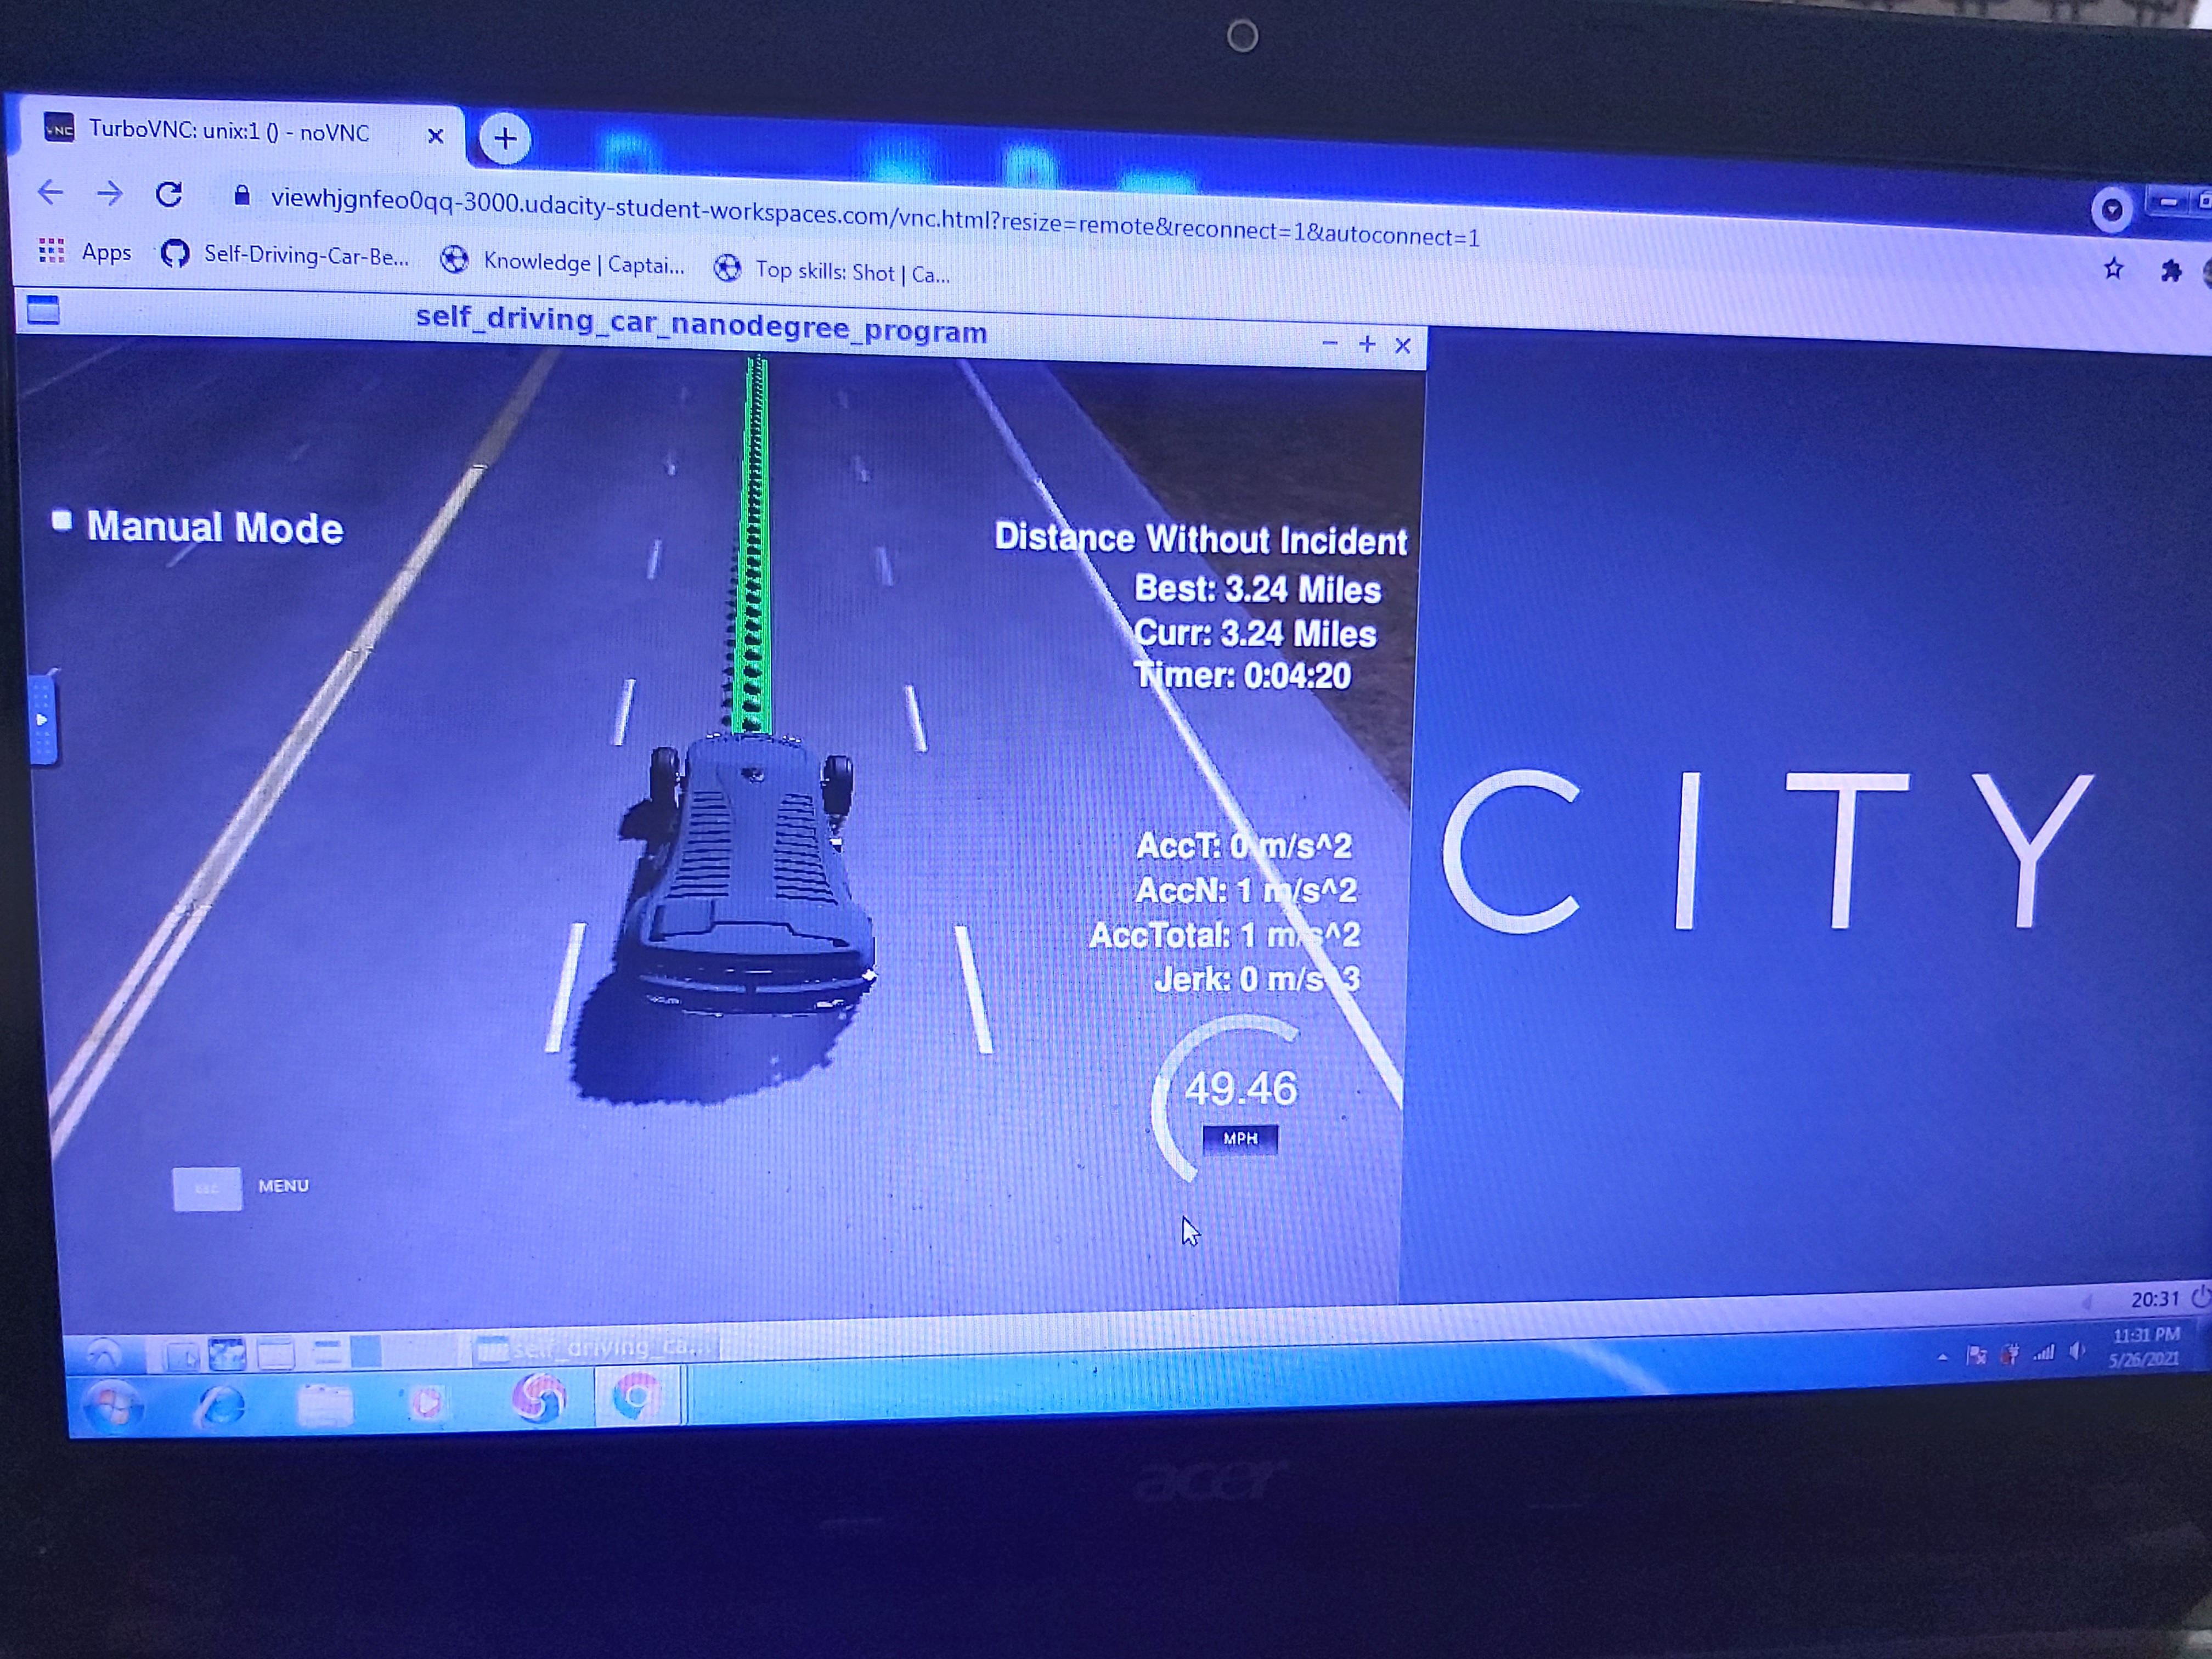 TurboVNC: unix:1 () - noVNC
viewhjgnfeo0qq-3000.udacity-student-workspaces.com/vnc.html?resize=remote&reconnect=1&autoconnect=1
Apps Self-Driving-Car-Be... Knowledge | Captai... Top skills: Shot | Ca...
self_driving_car_nanodegree_program
Manual Mode
Distance Without Incident
Best: 3.24 Miles
Curr: 3.24 Miles
Timer: 0:04:20
CITY
AccT: 0 m/s^2
AccN: 1 m/s^2
AccTotal: 1 m/s^2
Jerk: 0 m/s^3
49.46
MPH
ESC MENU
20:31
self_driving_ca...
11:31 PM
5/26/2021
acer